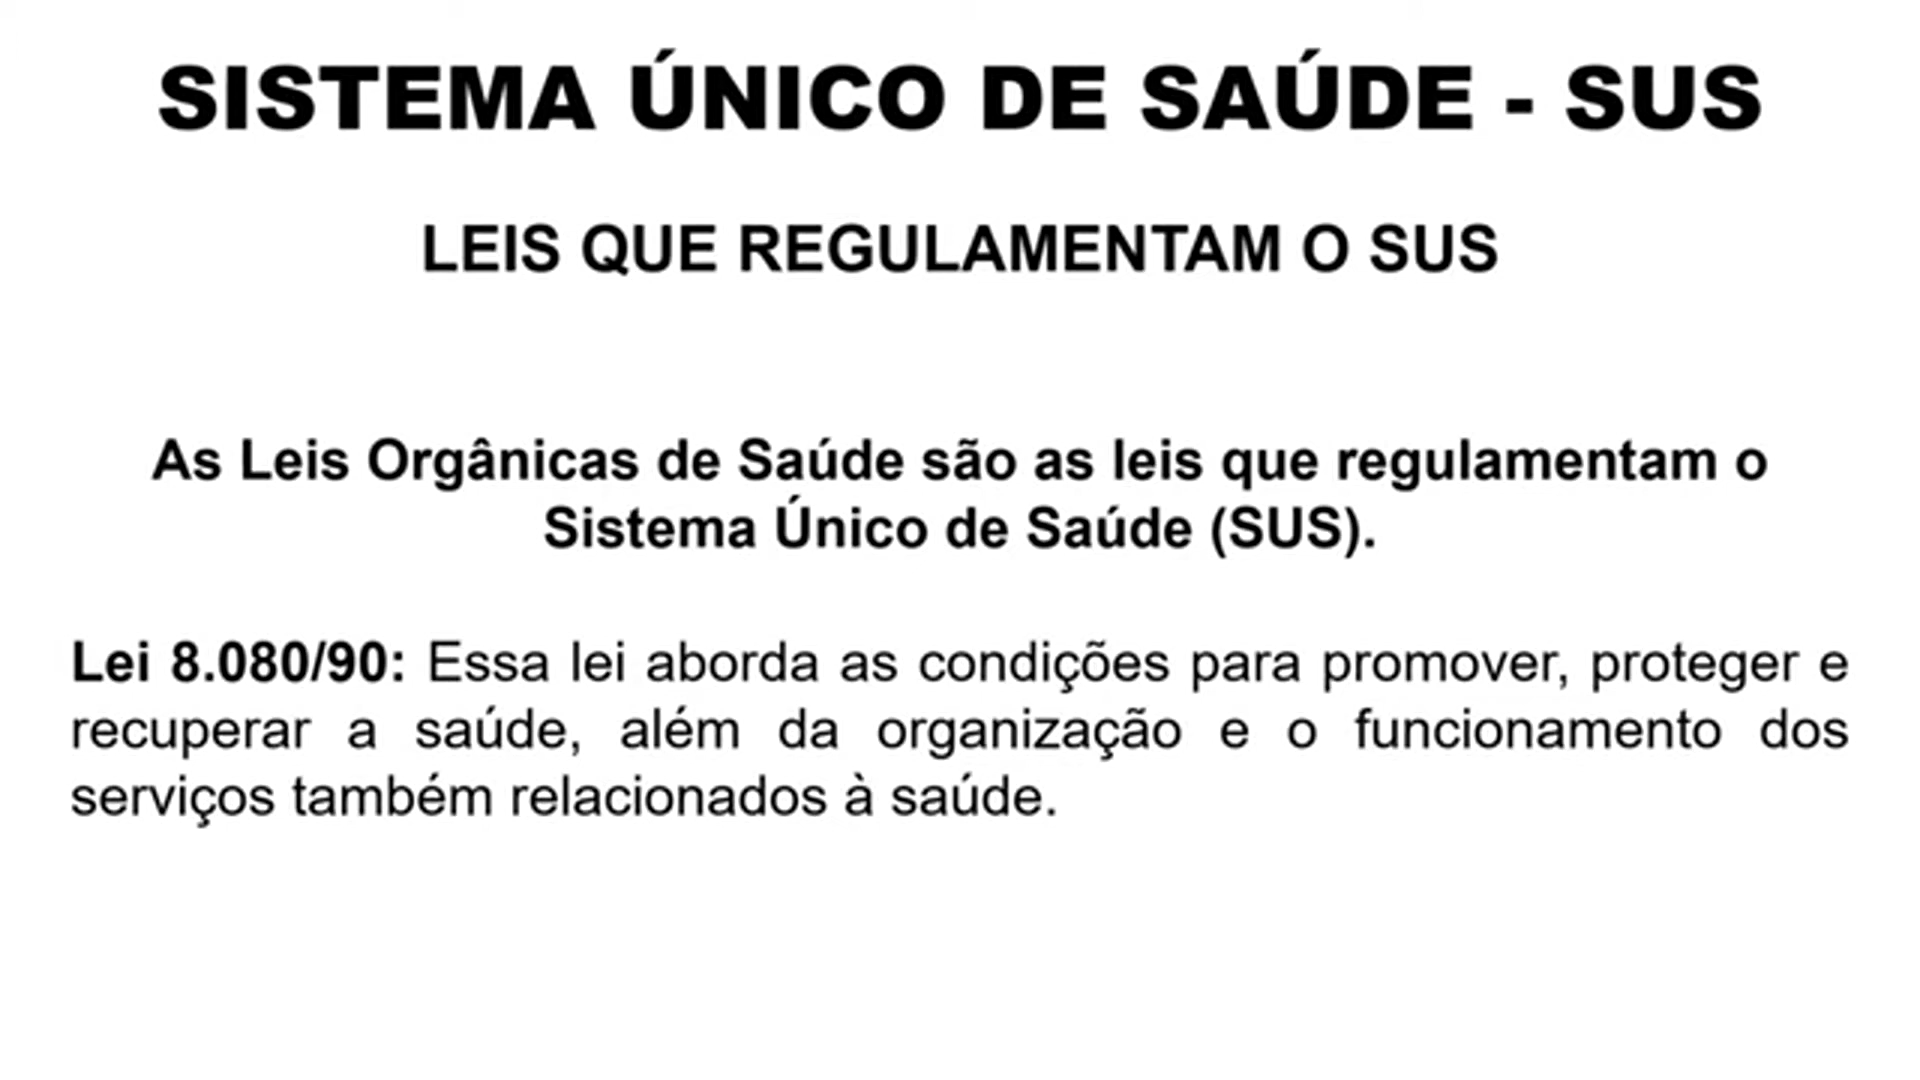 SISTEMA ÚNICO DE SAÚDE - SUS
LEIS QUE REGULAMENTAM O SUS
As Leis Orgânicas de Saúde são as leis que regulamentam o
Sistema Único de Saúde (SUS).
Lei 8.080/90: Essa lei aborda as condições para promover, proteger e
recuperar a saúde, além da organização e o funcionamento dos
serviços também relacionados à saúde.